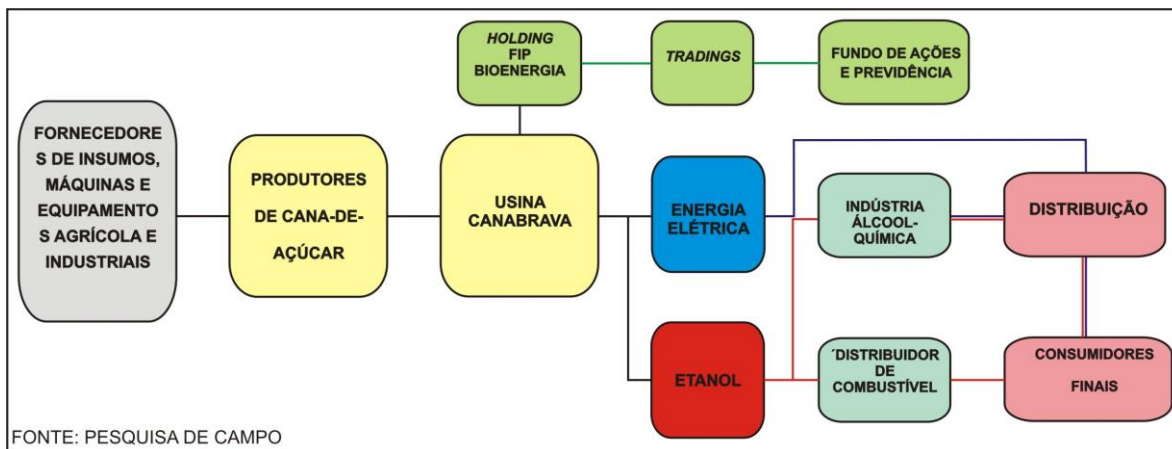 HOLDING
FIP
BIOENERGIA
TRADINGS
FUNDO DE AÇÕES
E PREVIDÊNCIA
FORNECEDORE
S DE INSUMOS,
MÁQUINAS E
EQUIPAMENTO
S AGRÍCOLA E
INDUSTRIAIS
PRODUTORES
DE CANA-DE-
AÇÚCAR
USINA
CANABRAVA
ENERGIA
ELÉTRICA
INDÚSTRIA
ÁLCOOL-
QUÍMICA
DISTRIBUIÇÃO
ETANOL
´DISTRIBUIDOR
DE
COMBUSTÍVEL
CONSUMIDORES
FINAIS
FONTE: PESQUISA DE CAMPO